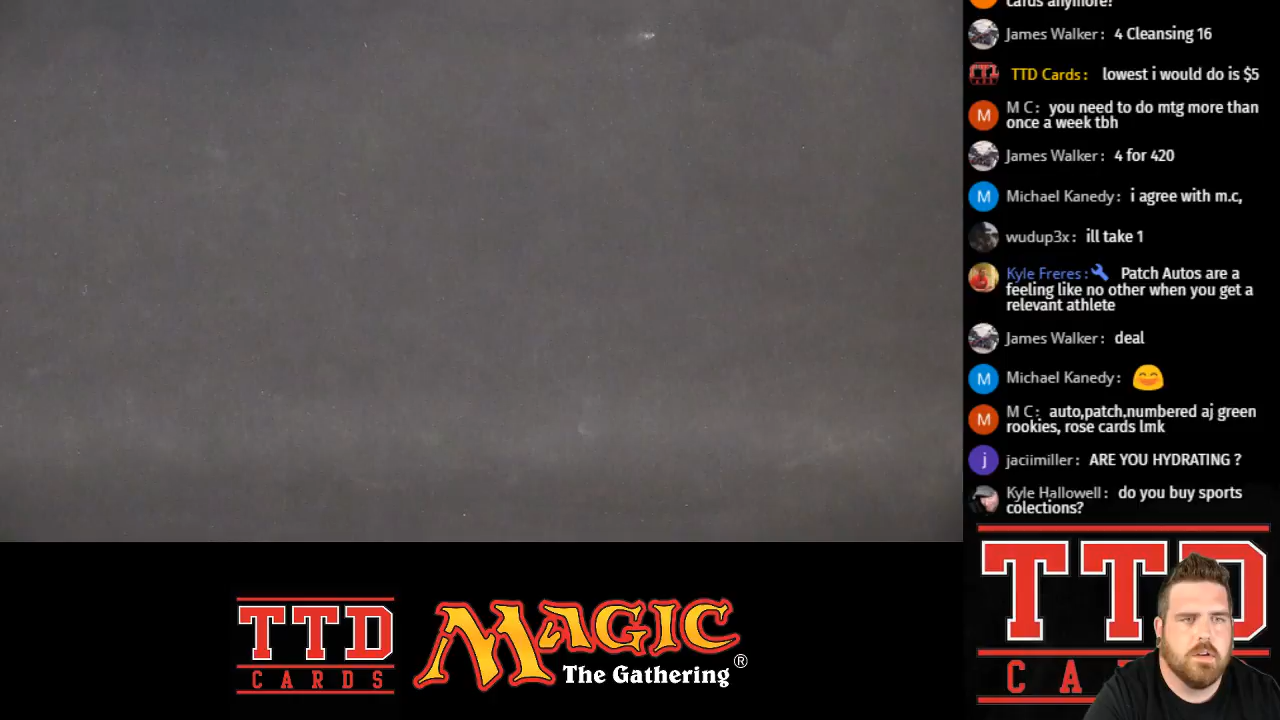 cards anymore?
James Walker: 4 Cleansing 16
TTD Cards: lowest i would do is $5
M C: you need to do mtg more than
once a week tbh
James Walker: 4 for 420
Michael Kanedy: i agree with m.c,
wudup3x: ill take 1
Kyle Freres: Patch Autos are a
feeling like no other when you get a
relevant athlete
James Walker: deal
Michael Kanedy:
M C: auto,patch,numbered aj green
rookies, rose cards lmk
jaciimiller: ARE YOU HYDRATING ?
Kyle Hallowell: do you buy sports
colections?
TTD
CA
TTD
CARDS
MAGIC
The Gathering®